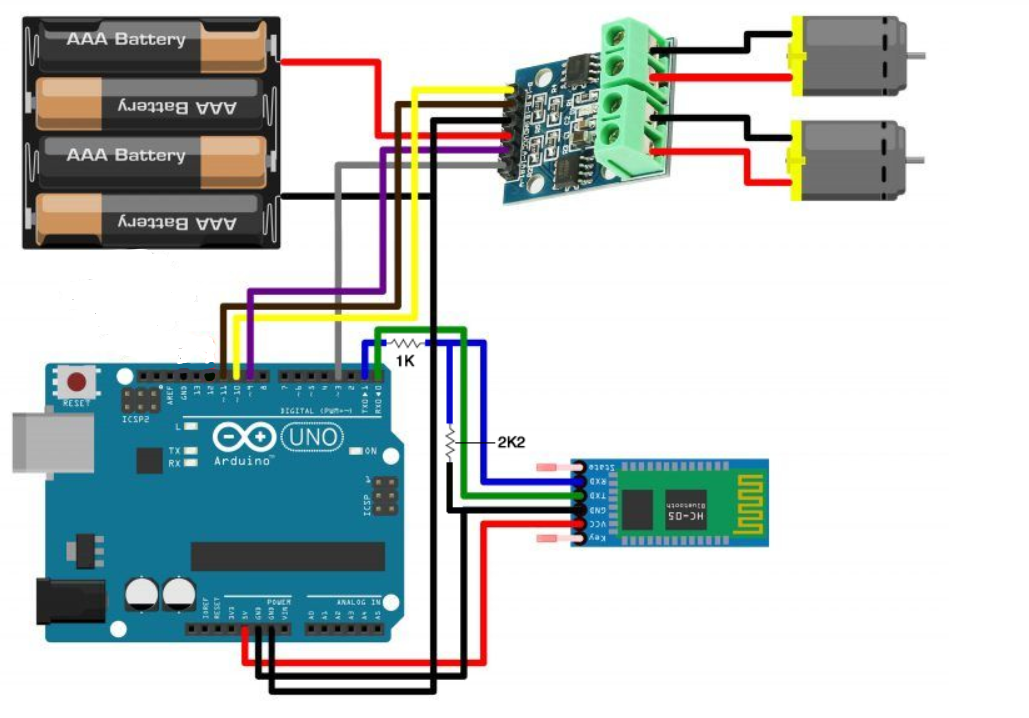 AAA Battery
AAA Battery
AAA Battery
AAA Battery
1K
2K2
RESET
ICSP2
AREF
GND
13
12
~11
~10
~9
8
7
~6
~5
4
~3
2
TX0▶1
RX0◀0
DIGITAL (PWM=~)
L
TX
RX
Arduino™
UNO
ON
1
ICSP
State
RXD
TXD
GND
VCC
Key
HC-05
Bluetooth
POWER
ANALOG IN
IOREF
RESET
3V3
5V
GND
GND
VIN
A0
A1
A2
A3
A4
A5